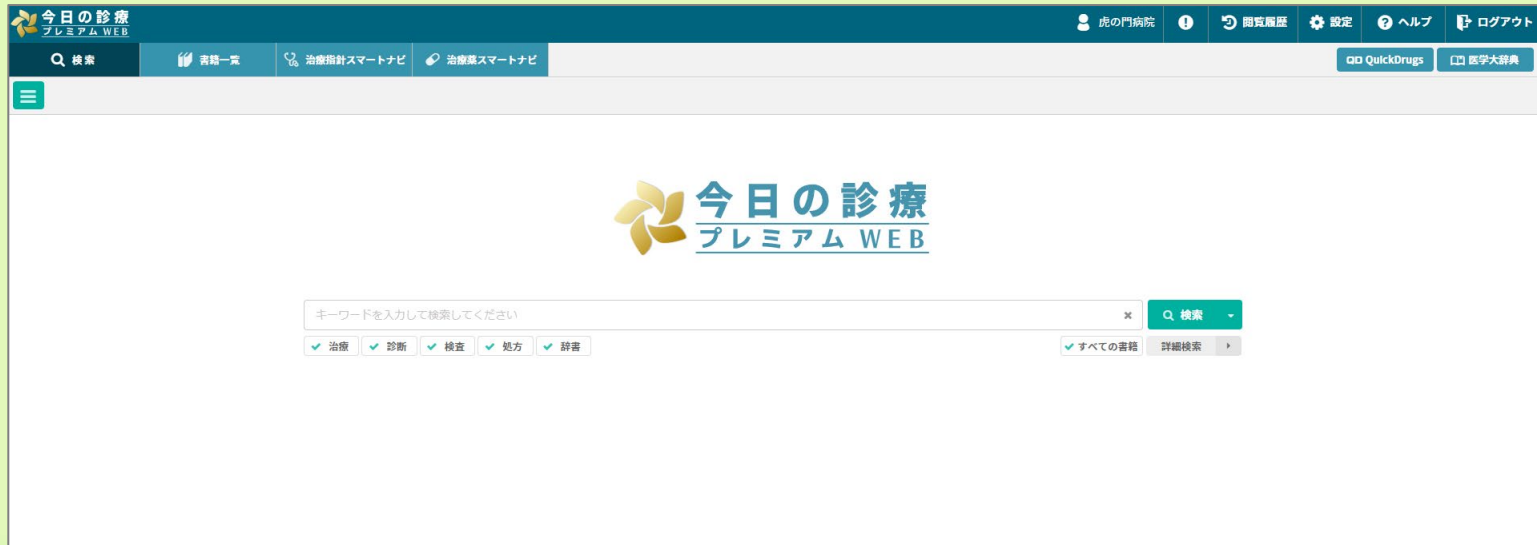 今日の診療
プレミアム WEB
虎の門病院
閲覧履歴
設定
ヘルプ
ログアウト
検索
書籍一覧
治療指針スマートナビ
治療薬スマートナビ
QD QuickDrugs
医学大辞典
今日の診療
プレミアム WEB
キーワードを入力して検索してください
検索
治療
診断
検査
処方
辞書
すべての書籍
詳細検索